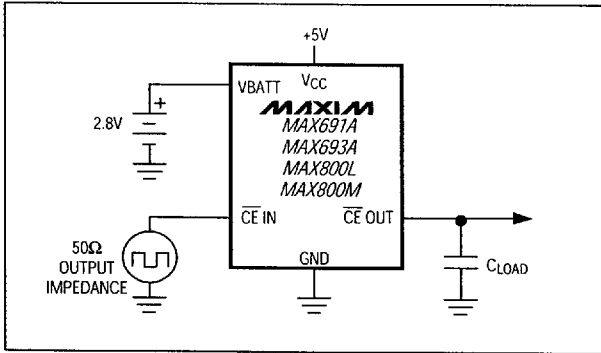 +5V
VBATT
VCC
+
2.8V
MAXIM
MAX691A
MAX693A
MAX800L
MAX800M
CE IN
CE OUT
50Ω
OUTPUT
IMPEDANCE
GND
CLOAD